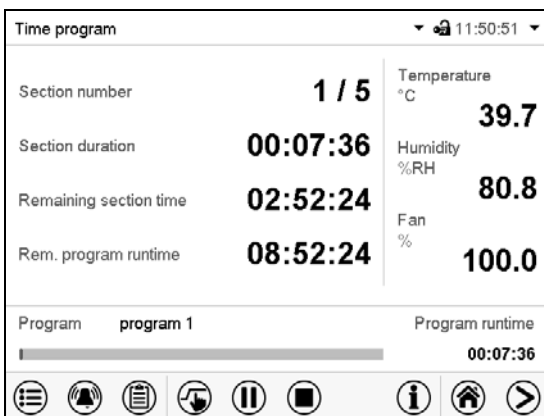 Time program 11:50:51
Section number 1 / 5
Section duration 00:07:36
Remaining section time 02:52:24
Rem. program runtime 08:52:24
Temperature
°C
39.7
Humidity
%RH
80.8
Fan
%
100.0
Program program 1 Program runtime
00:07:36